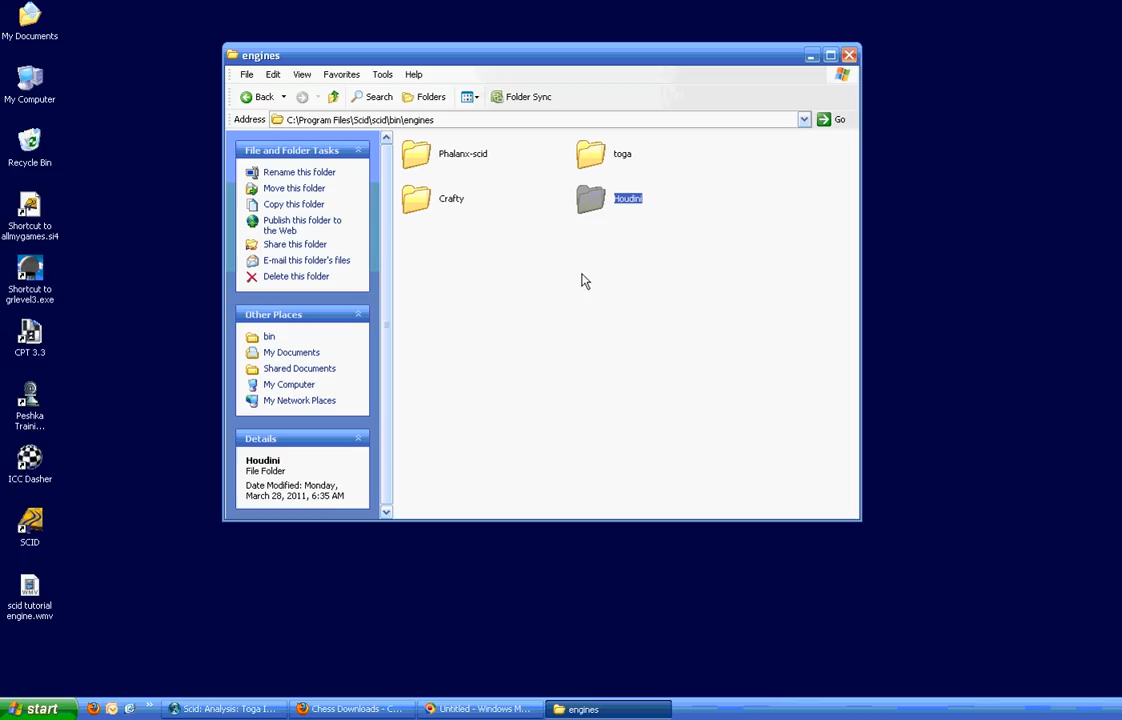 My Documents
My Computer
Recycle Bin
Shortcut to
allmygames.si4
Shortcut to
grlevel3.exe
CPT 3.3
Peshka
Traini...
ICC Dasher
SCID
scid tutorial
engine.wmv
engines
File Edit View Favorites Tools Help
Back Search Folders Folder Sync
Address C:\Program Files\Scid\scid\bin\engines Go
File and Folder Tasks
Rename this folder
Move this folder
Copy this folder
Publish this folder to
the Web
Share this folder
E-mail this folder's files
Delete this folder
Other Places
bin
My Documents
Shared Documents
My Computer
My Network Places
Details
Houdini
File Folder
Date Modified: Monday,
March 28, 2011, 6:35 AM
Phalanx-scid toga
Crafty Houdini
start Scid: Analysis: Toga I... Chess Downloads - C... Untitled - Windows M... engines